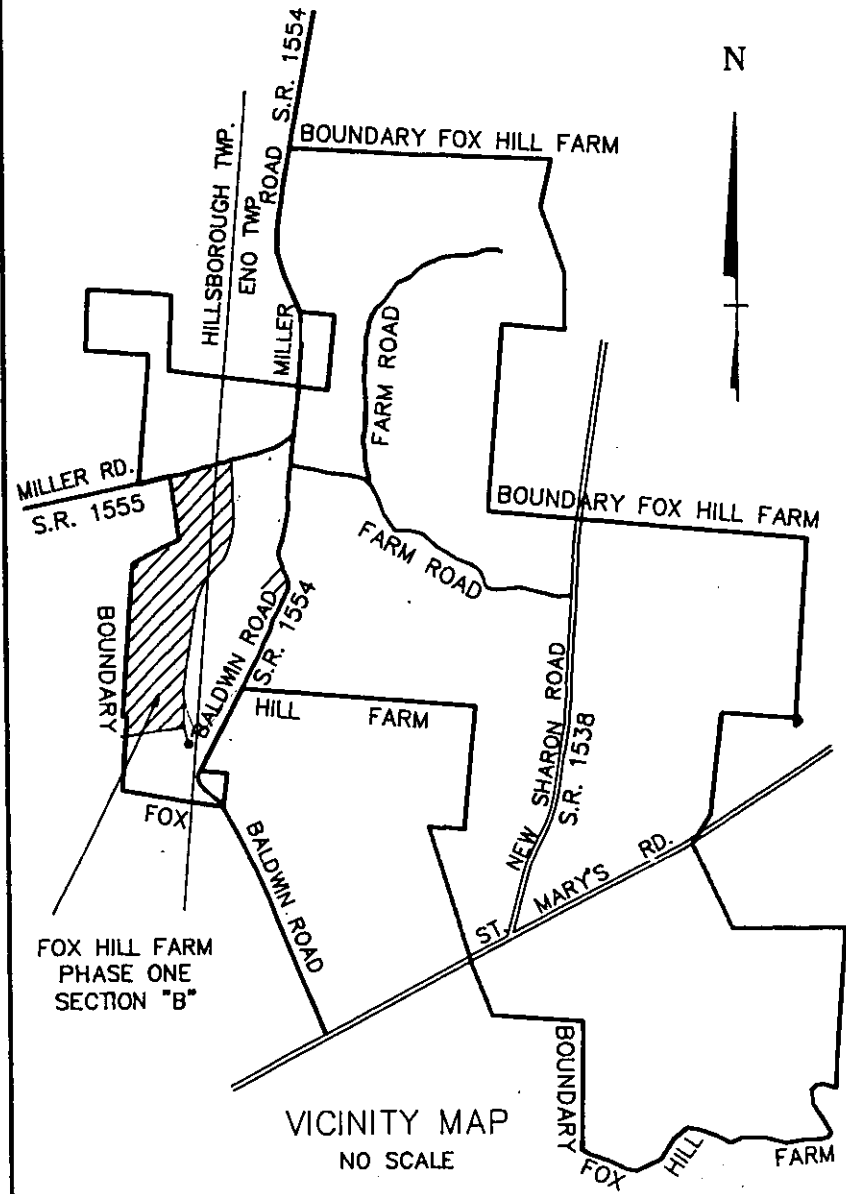 N
ROAD S.R. 1554
BOUNDARY FOX HILL FARM
HILLSBOROUGH TWP.
ENO TWP.
MILLER
FARM ROAD
MILLER RD.
S.R. 1555
BOUNDARY FOX HILL FARM
FARM ROAD
BOUNDARY
BALDWIN ROAD
S.R. 1554
HILL FARM
NEW SHARON ROAD
S.R. 1538
FOX
BALDWIN ROAD
ST. MARY'S RD.
FOX HILL FARM
PHASE ONE
SECTION "B"
BOUNDARY
FOX HILL FARM
VICINITY MAP
NO SCALE